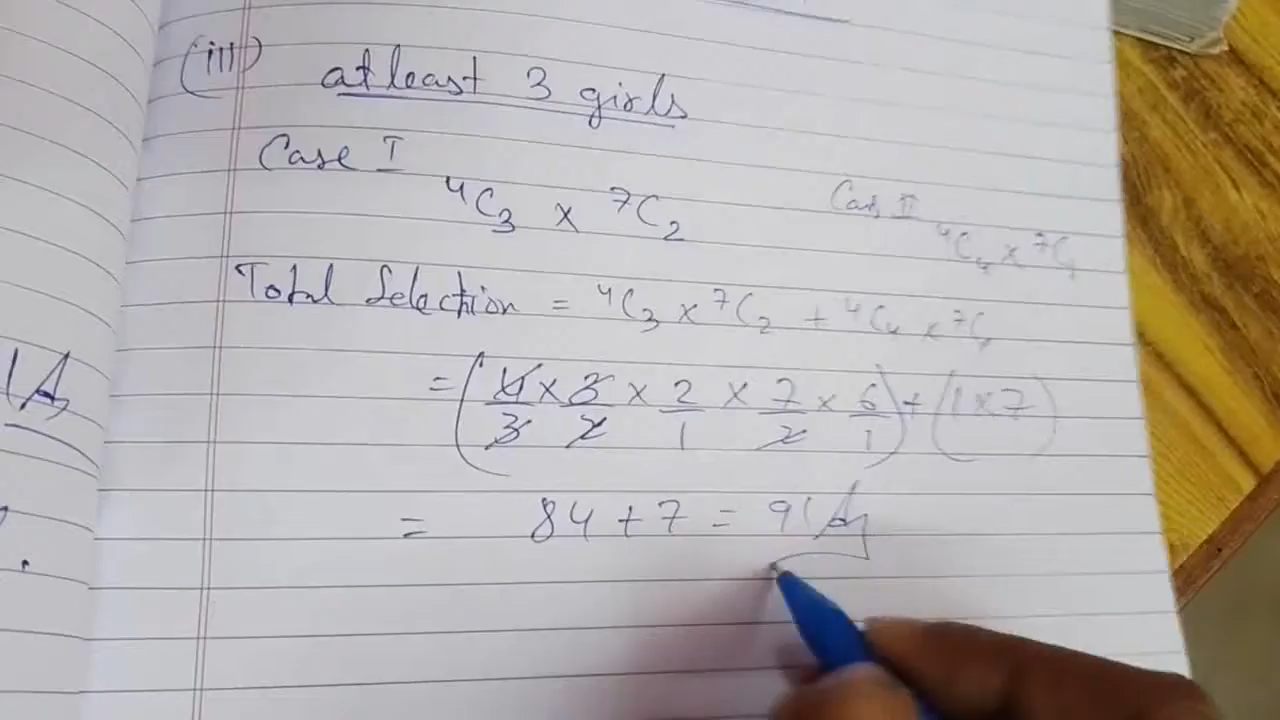 (iii) atleast 3 girls
Case I
⁴C₃ x ⁷C₂
Case II
⁴C₄ x ⁷C₁
Total Selection = ⁴C₃ x ⁷C₂ + ⁴C₄ x ⁷C₁
= (4/3 x 3/2 x 2/1 x 7/2 x 6/1) + (1 x 7)
= 84 + 7 = 91 A